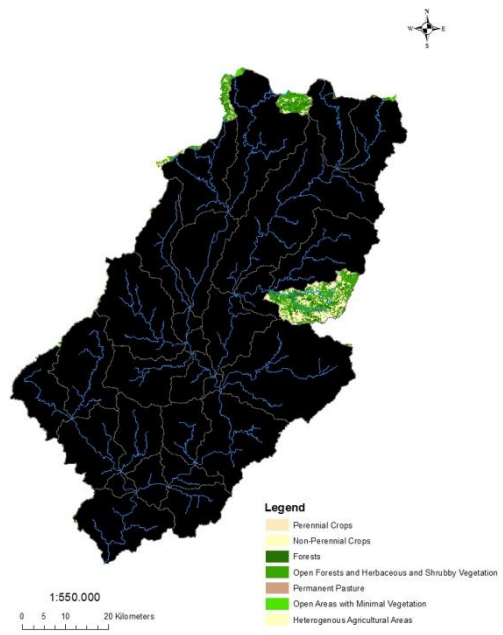 N
W E
S
Legend
Perennial Crops
Non-Perennial Crops
Forests
Open Forests and Herbaceous and Shrubby Vegetation
Permanent Pasture
Open Areas with Minimal Vegetation
Heterogenous Agricultural Areas
1:550.000
0 5 10 20 Kilometers